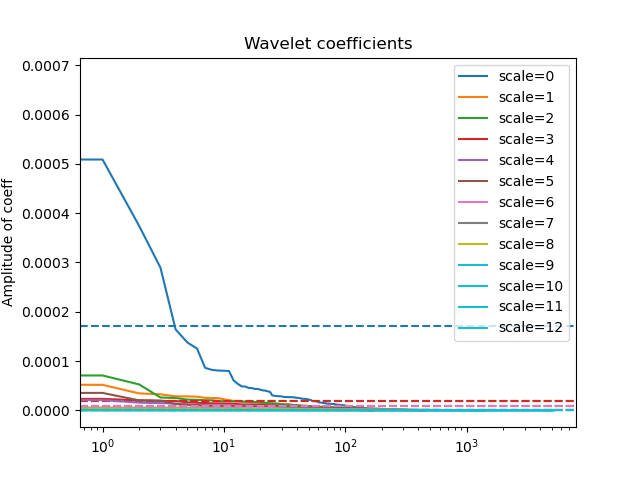 Wavelet coefficients
Amplitude of coeff
0.0007
0.0006
0.0005
0.0004
0.0003
0.0002
0.0001
0.0000
10⁰
10¹
10²
10³
scale=0
scale=1
scale=2
scale=3
scale=4
scale=5
scale=6
scale=7
scale=8
scale=9
scale=10
scale=11
scale=12